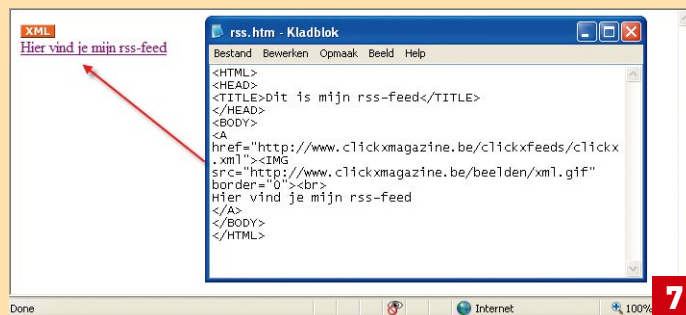 XML
Hier vind je mijn rss-feed
rss.htm - Kladblok
Bestand Bewerken Opmaak Beeld Help
<HTML>
<HEAD>
<TITLE>Dit is mijn rss-feed</TITLE>
</HEAD>
<BODY>
<A
href="http://www.clickxmagazine.be/clickxfeeds/clickx
.xml"><IMG
src="http://www.clickxmagazine.be/beelden/xml.gif"
border="0"><br>
Hier vind je mijn rss-feed
</A>
</BODY>
</HTML>
Done Internet 100%
7